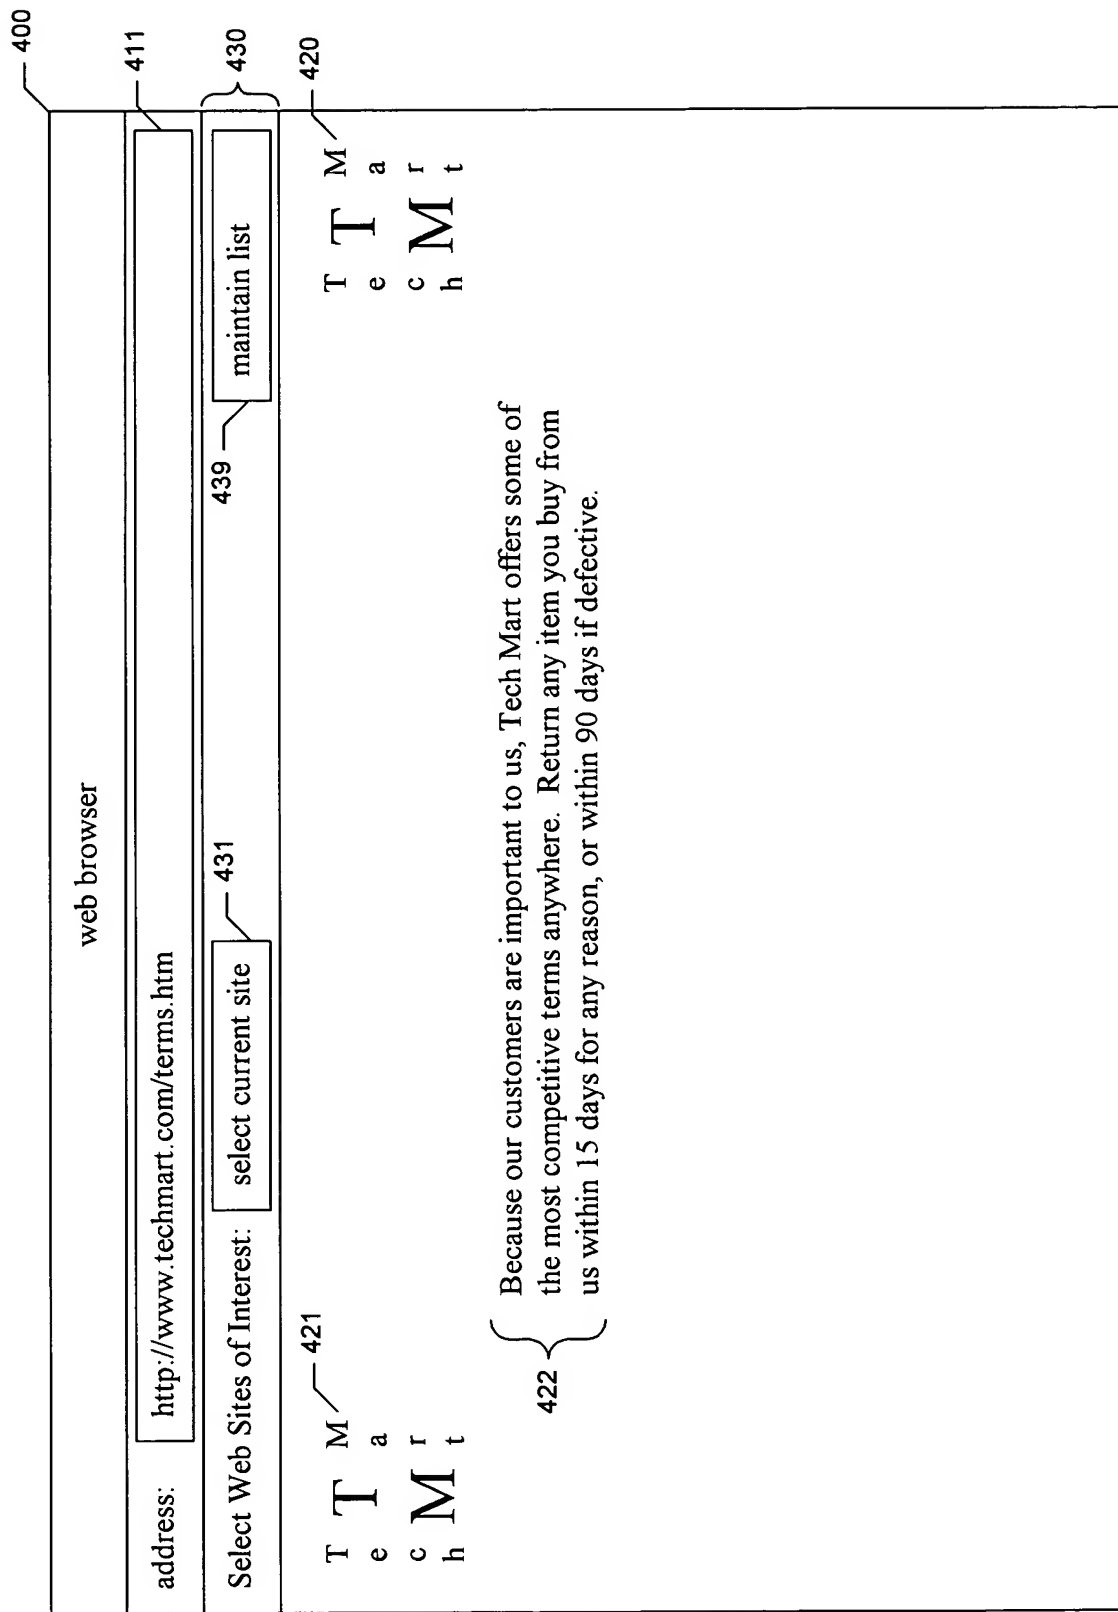 400
web browser
address: http://www.techmart.com/terms.htm
411
Select Web Sites of Interest: select current site
431
439
maintain list
430
T M
e T a
c r
h M t
421
T M
e T a
c r
h M t
420
422
Because our customers are important to us, Tech Mart offers some of
the most competitive terms anywhere. Return any item you buy from
us within 15 days for any reason, or within 90 days if defective.